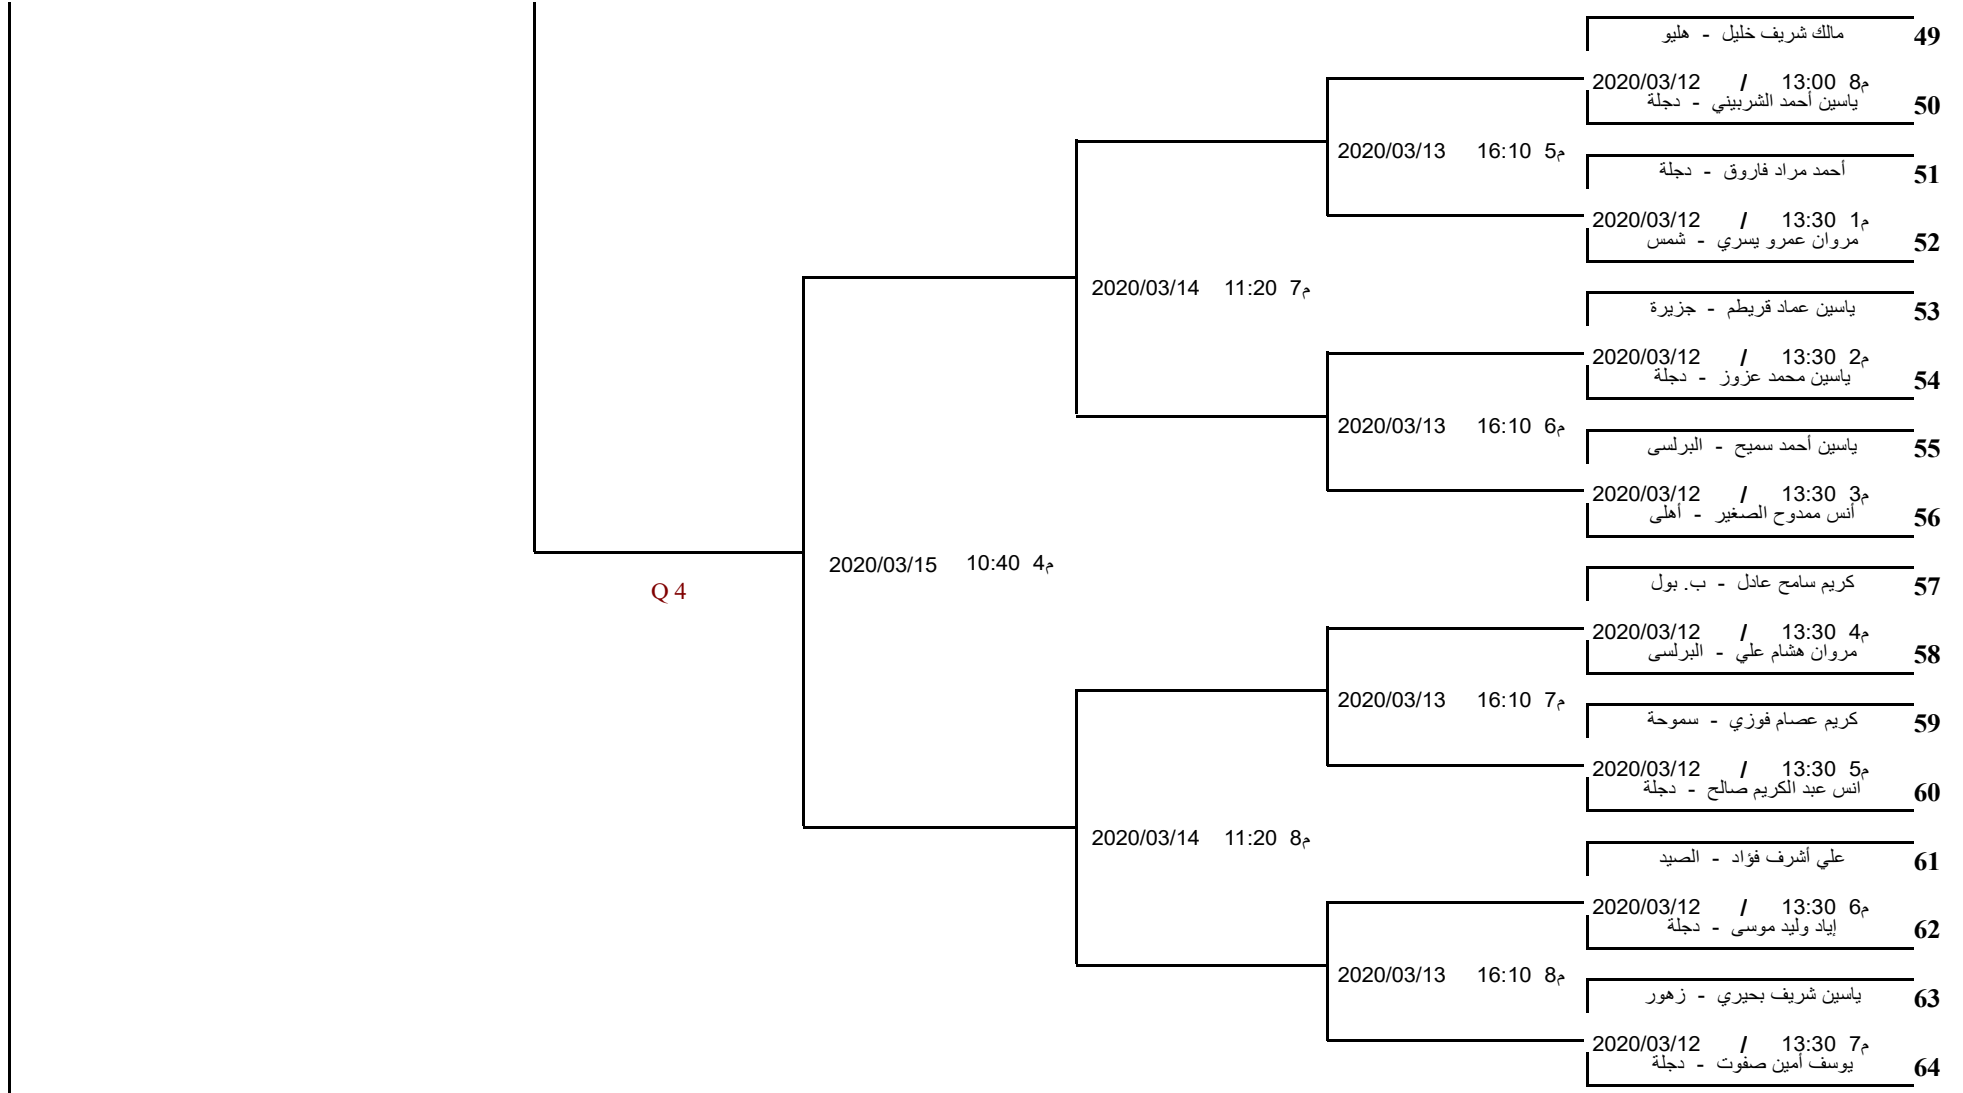 49 مالك شريف خليل - هليو
م8 13:00 / 2020/03/12
50 ياسين أحمد الشربيني - دجلة
م5 16:10 2020/03/13
51 أحمد مراد فاروق - دجلة
م1 13:30 / 2020/03/12
52 مروان عمرو يسري - شمس
م7 11:20 2020/03/14
53 ياسين عماد قريطم - جزيرة
م2 13:30 / 2020/03/12
54 ياسين محمد عزوز - دجلة
م6 16:10 2020/03/13
55 ياسين أحمد سميح - البرلسى
م3 13:30 / 2020/03/12
56 أنس ممدوح الصغير - أهلى
م4 10:40 2020/03/15
Q 4
57 كريم سامح عادل - ب. بول
م4 13:30 / 2020/03/12
58 مروان هشام علي - البرلسى
م7 16:10 2020/03/13
59 كريم عصام فوزي - سموحة
م5 13:30 / 2020/03/12
60 انس عبد الكريم صالح - دجلة
م8 11:20 2020/03/14
61 علي أشرف فؤاد - الصيد
م6 13:30 / 2020/03/12
62 إياد وليد موسى - دجلة
م8 16:10 2020/03/13
63 ياسين شريف بحيري - زهور
م7 13:30 / 2020/03/12
64 يوسف أمين صفوت - دجلة